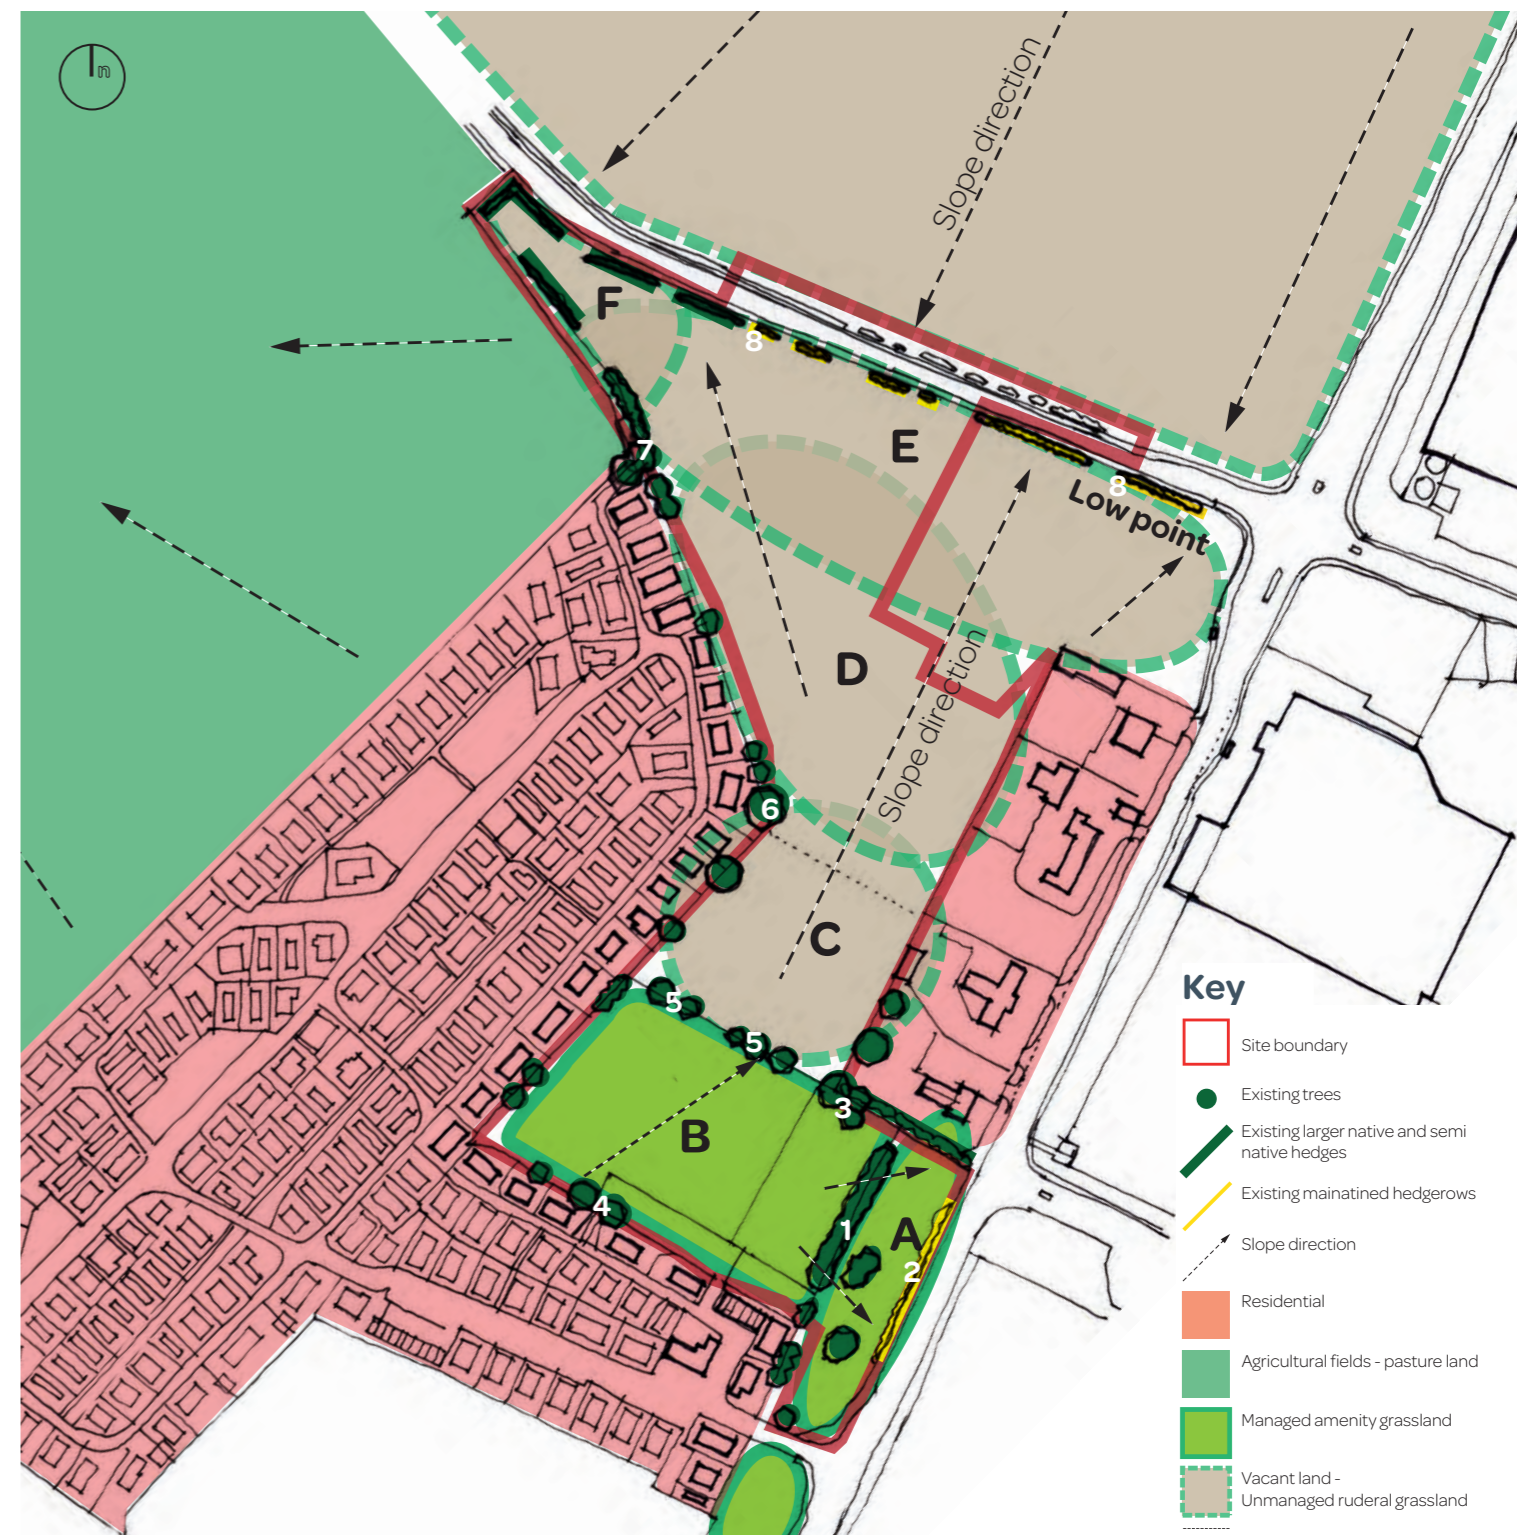 n
Slope direction
F
8
7
E
8
Low point
D
Slope direction
6
C
5
5
3
B
4
1
A
2
Key
Site boundary
Existing trees
Existing larger native and semi
native hedges
Existing mainatined hedgerows
Slope direction
Residential
Agricultural fields - pasture land
Managed amenity grassland
Vacant land -
Unmanaged ruderal grassland